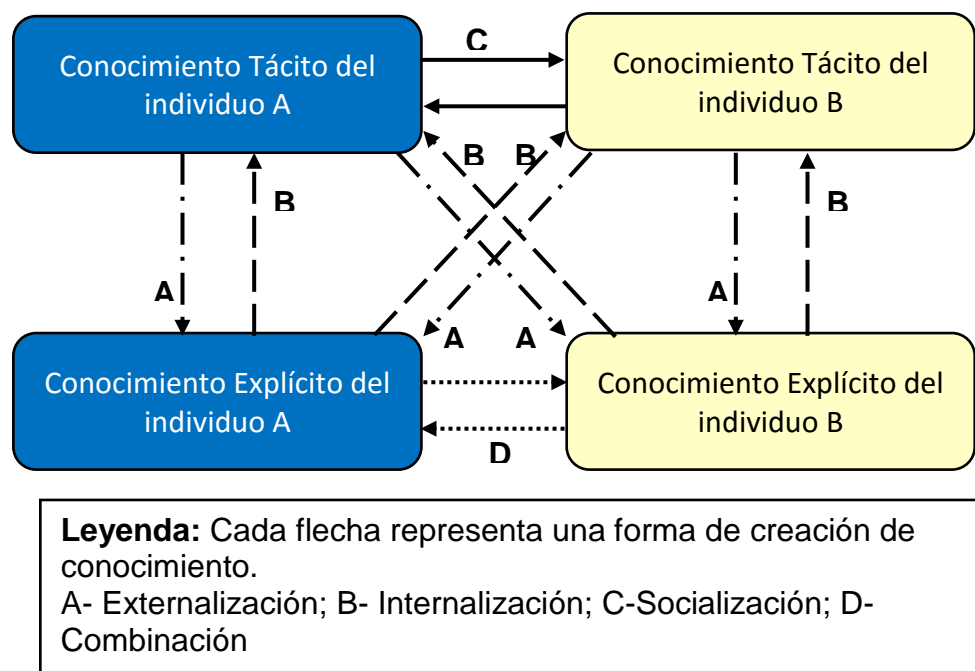 C
Conocimiento Tácito del
individuo A
Conocimiento Tácito del
individuo B
B
B
B
B
A
A
A
A
Conocimiento Explícito del
individuo A
Conocimiento Explícito del
individuo B
D
Leyenda: Cada flecha representa una forma de creación de
conocimiento.
A- Externalización; B- Internalización; C-Socialización; D-
Combinación